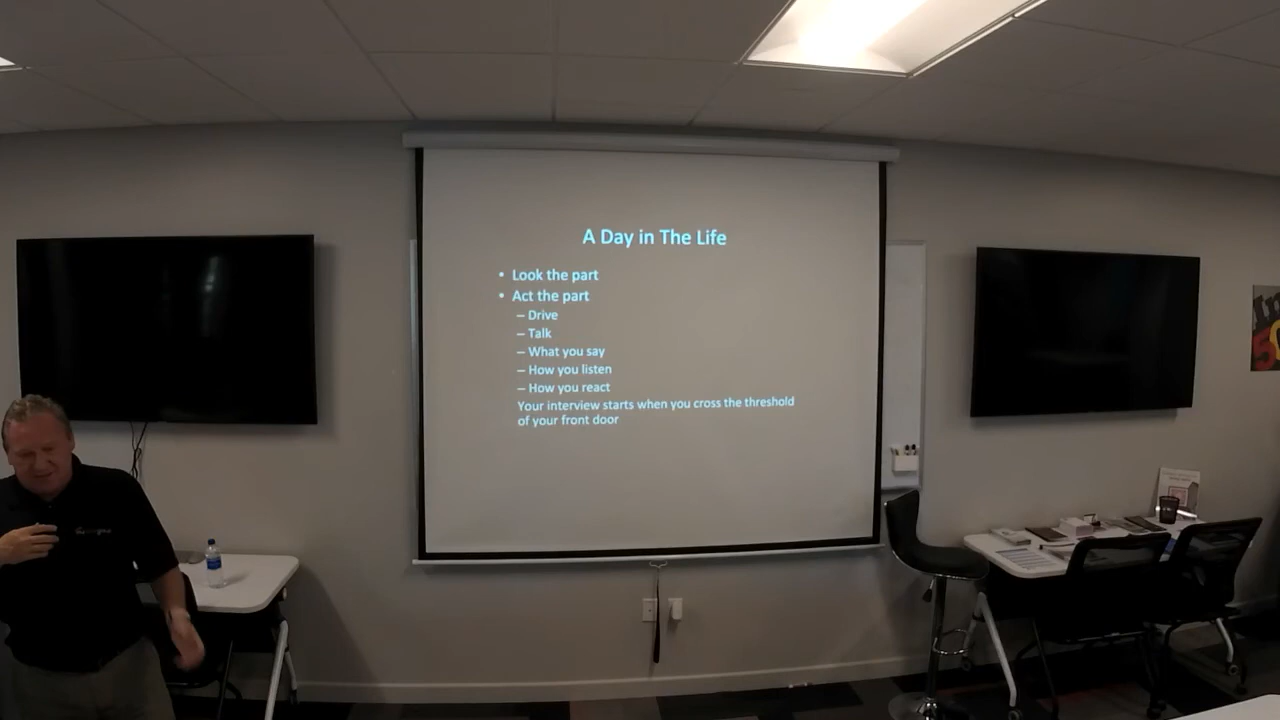 A Day in The Life
• Look the part
• Act the part
– Drive
– Talk
– What you say
– How you listen
– How you react
Your interview starts when you cross the threshold
of your front door